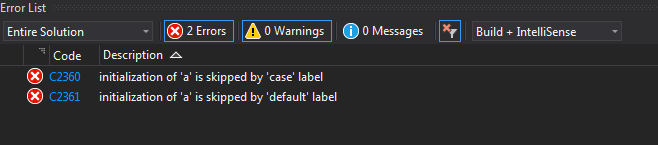 Error List
Entire Solution 2 Errors 0 Warnings 0 Messages Build + IntelliSense
Code Description
C2360 initialization of 'a' is skipped by 'case' label
C2361 initialization of 'a' is skipped by 'default' label